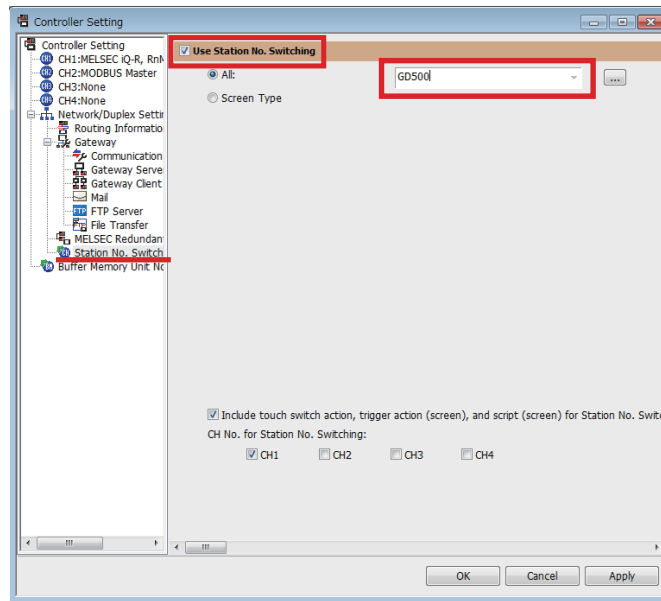 Controller Setting
Controller Setting
CH1:MELSEC iQ-R, RnM
CH2:MODBUS Master
CH3:None
CH4:None
Network/Duplex Settir
Routing Informatio
Gateway
Communication
Gateway Serve
Gateway Client
Mail
FTP Server
File Transfer
MELSEC Redundan
Station No. Switch
Buffer Memory Unit No
Use Station No. Switching
All:
GD500
...
Screen Type
Include touch switch action, trigger action (screen), and script (screen) for Station No. Swit
CH No. for Station No. Switching:
CH1 CH2 CH3 CH4
OK Cancel Apply